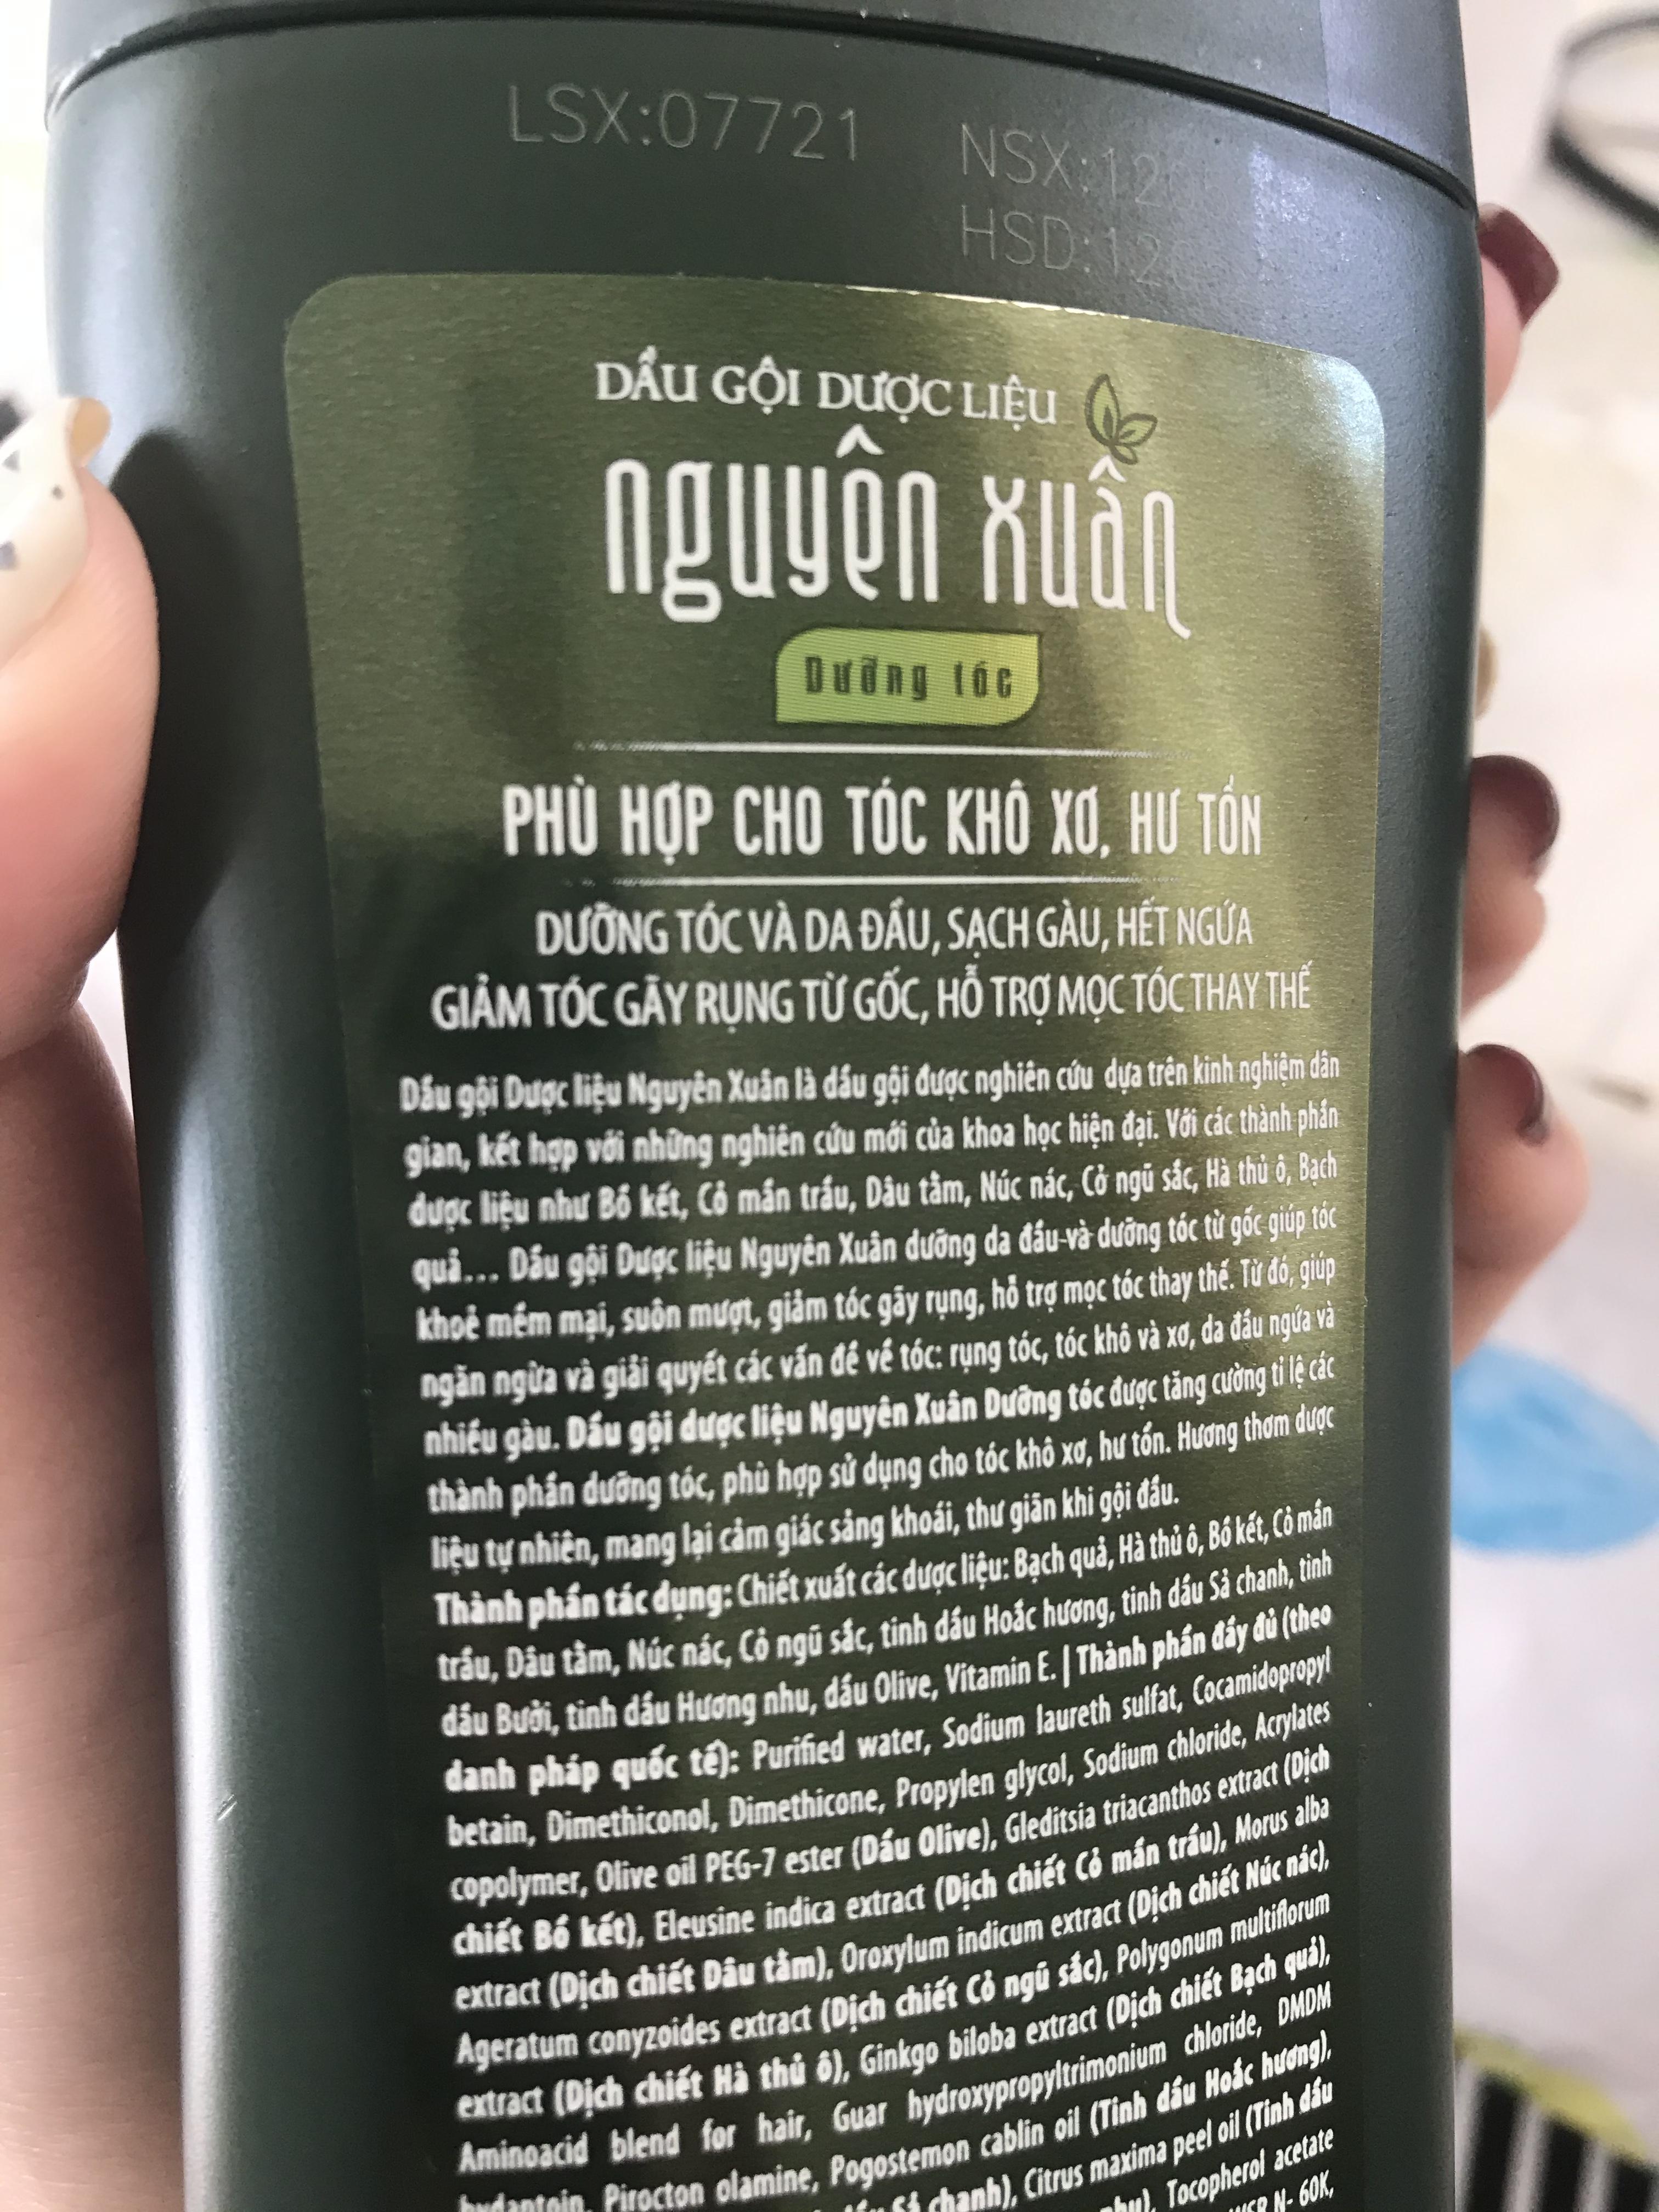 LSX:07721
NSX:12
HSD:12
DẦU GỘI DƯỢC LIỆU
nguyên xuân
Dưỡng tóc
PHÙ HỢP CHO TÓC KHÔ XƠ, HƯ TỔN
DƯỠNG TÓC VÀ DA ĐẦU, SẠCH GÀU, HẾT NGỨA
GIẢM TÓC GÃY RỤNG TỪ GỐC, HỖ TRỢ MỌC TÓC THAY THẾ
Dầu gội Dược liệu Nguyên Xuân là dầu gội được nghiên cứu dựa trên kinh nghiệm dân
gian, kết hợp với những nghiên cứu mới của khoa học hiện đại. Với các thành phần
dược liệu như Bồ kết, Cỏ mần trầu, Dâu tằm, Núc nác, Cỏ ngũ sắc, Hà thủ ô, Bạch
quả... Dầu gội Dược liệu Nguyên Xuân dưỡng da đầu và dưỡng tóc từ gốc giúp tóc
khoẻ mềm mại, suôn mượt, giảm tóc gãy rụng, hỗ trợ mọc tóc thay thế. Từ đó, giúp
ngăn ngừa và giải quyết các vấn đề về tóc: rụng tóc, tóc khô và xơ, da đầu ngứa và
nhiều gàu. Dầu gội dược liệu Nguyên Xuân Dưỡng tóc được tăng cường tỉ lệ các
thành phần dưỡng tóc, phù hợp sử dụng cho tóc khô xơ, hư tổn. Hương thơm dược
liệu tự nhiên, mang lại cảm giác sảng khoái, thư giãn khi gội đầu.
Thành phần tác dụng: Chiết xuất các dược liệu: Bạch quả, Hà thủ ô, Bồ kết, Cỏ mần
trầu, Dâu tằm, Núc nác, Cỏ ngũ sắc, tinh dầu Hoắc hương, tinh dầu Sả chanh, tinh
dầu Bưởi, tinh dầu Hương nhu, dầu Olive, Vitamin E. | Thành phần đầy đủ (theo
danh pháp quốc tế): Purified water, Sodium laureth sulfat, Cocamidopropyl
betain, Dimethiconol, Dimethicone, Propylen glycol, Sodium chloride, Acrylates
copolymer, Olive oil PEG-7 ester (Dầu Olive), Gleditsia triacanthos extract (Dịch
chiết Bồ kết), Eleusine indica extract (Dịch chiết Cỏ mần trầu), Morus alba
extract (Dịch chiết Dâu tằm), Oroxylum indicum extract (Dịch chiết Núc nác),
Ageratum conyzoides extract (Dịch chiết Cỏ ngũ sắc), Polygonum multiflorum
extract (Dịch chiết Hà thủ ô), Ginkgo biloba extract (Dịch chiết Bạch quả),
Aminoacid blend for hair, Guar hydroxypropyltrimonium chloride, DMDM
hydantoin, Pirocton olamine, Pogostemon cablin oil (Tinh dầu Hoắc hương),
Sả chanh), Citrus maxima peel oil (Tinh dầu
Tocopherol acetate
N- 60K,